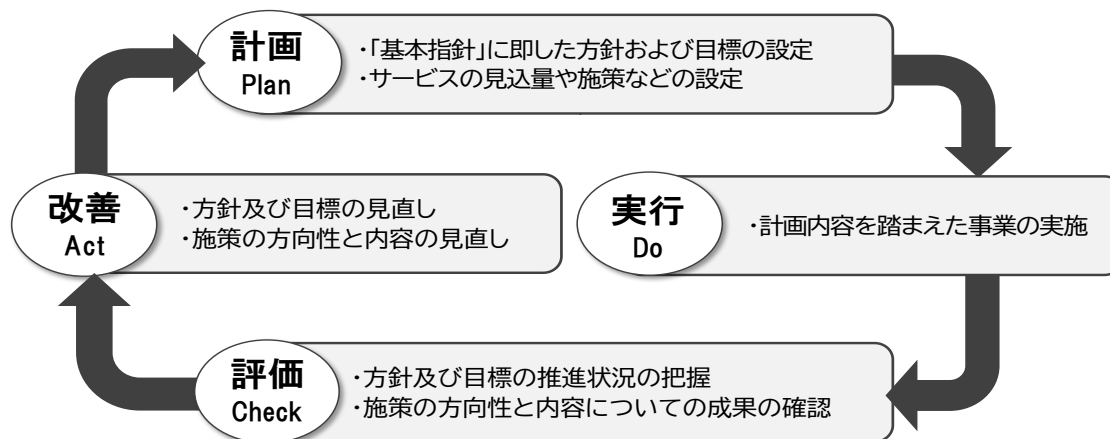 計画
Plan
・「基本指針」に即した方針および目標の設定
・サービスの見込量や施策などの設定
改善
Act
・方針及び目標の見直し
・施策の方向性と内容の見直し
実行
Do
・計画内容を踏まえた事業の実施
評価
Check
・方針及び目標の推進状況の把握
・施策の方向性と内容についての成果の確認